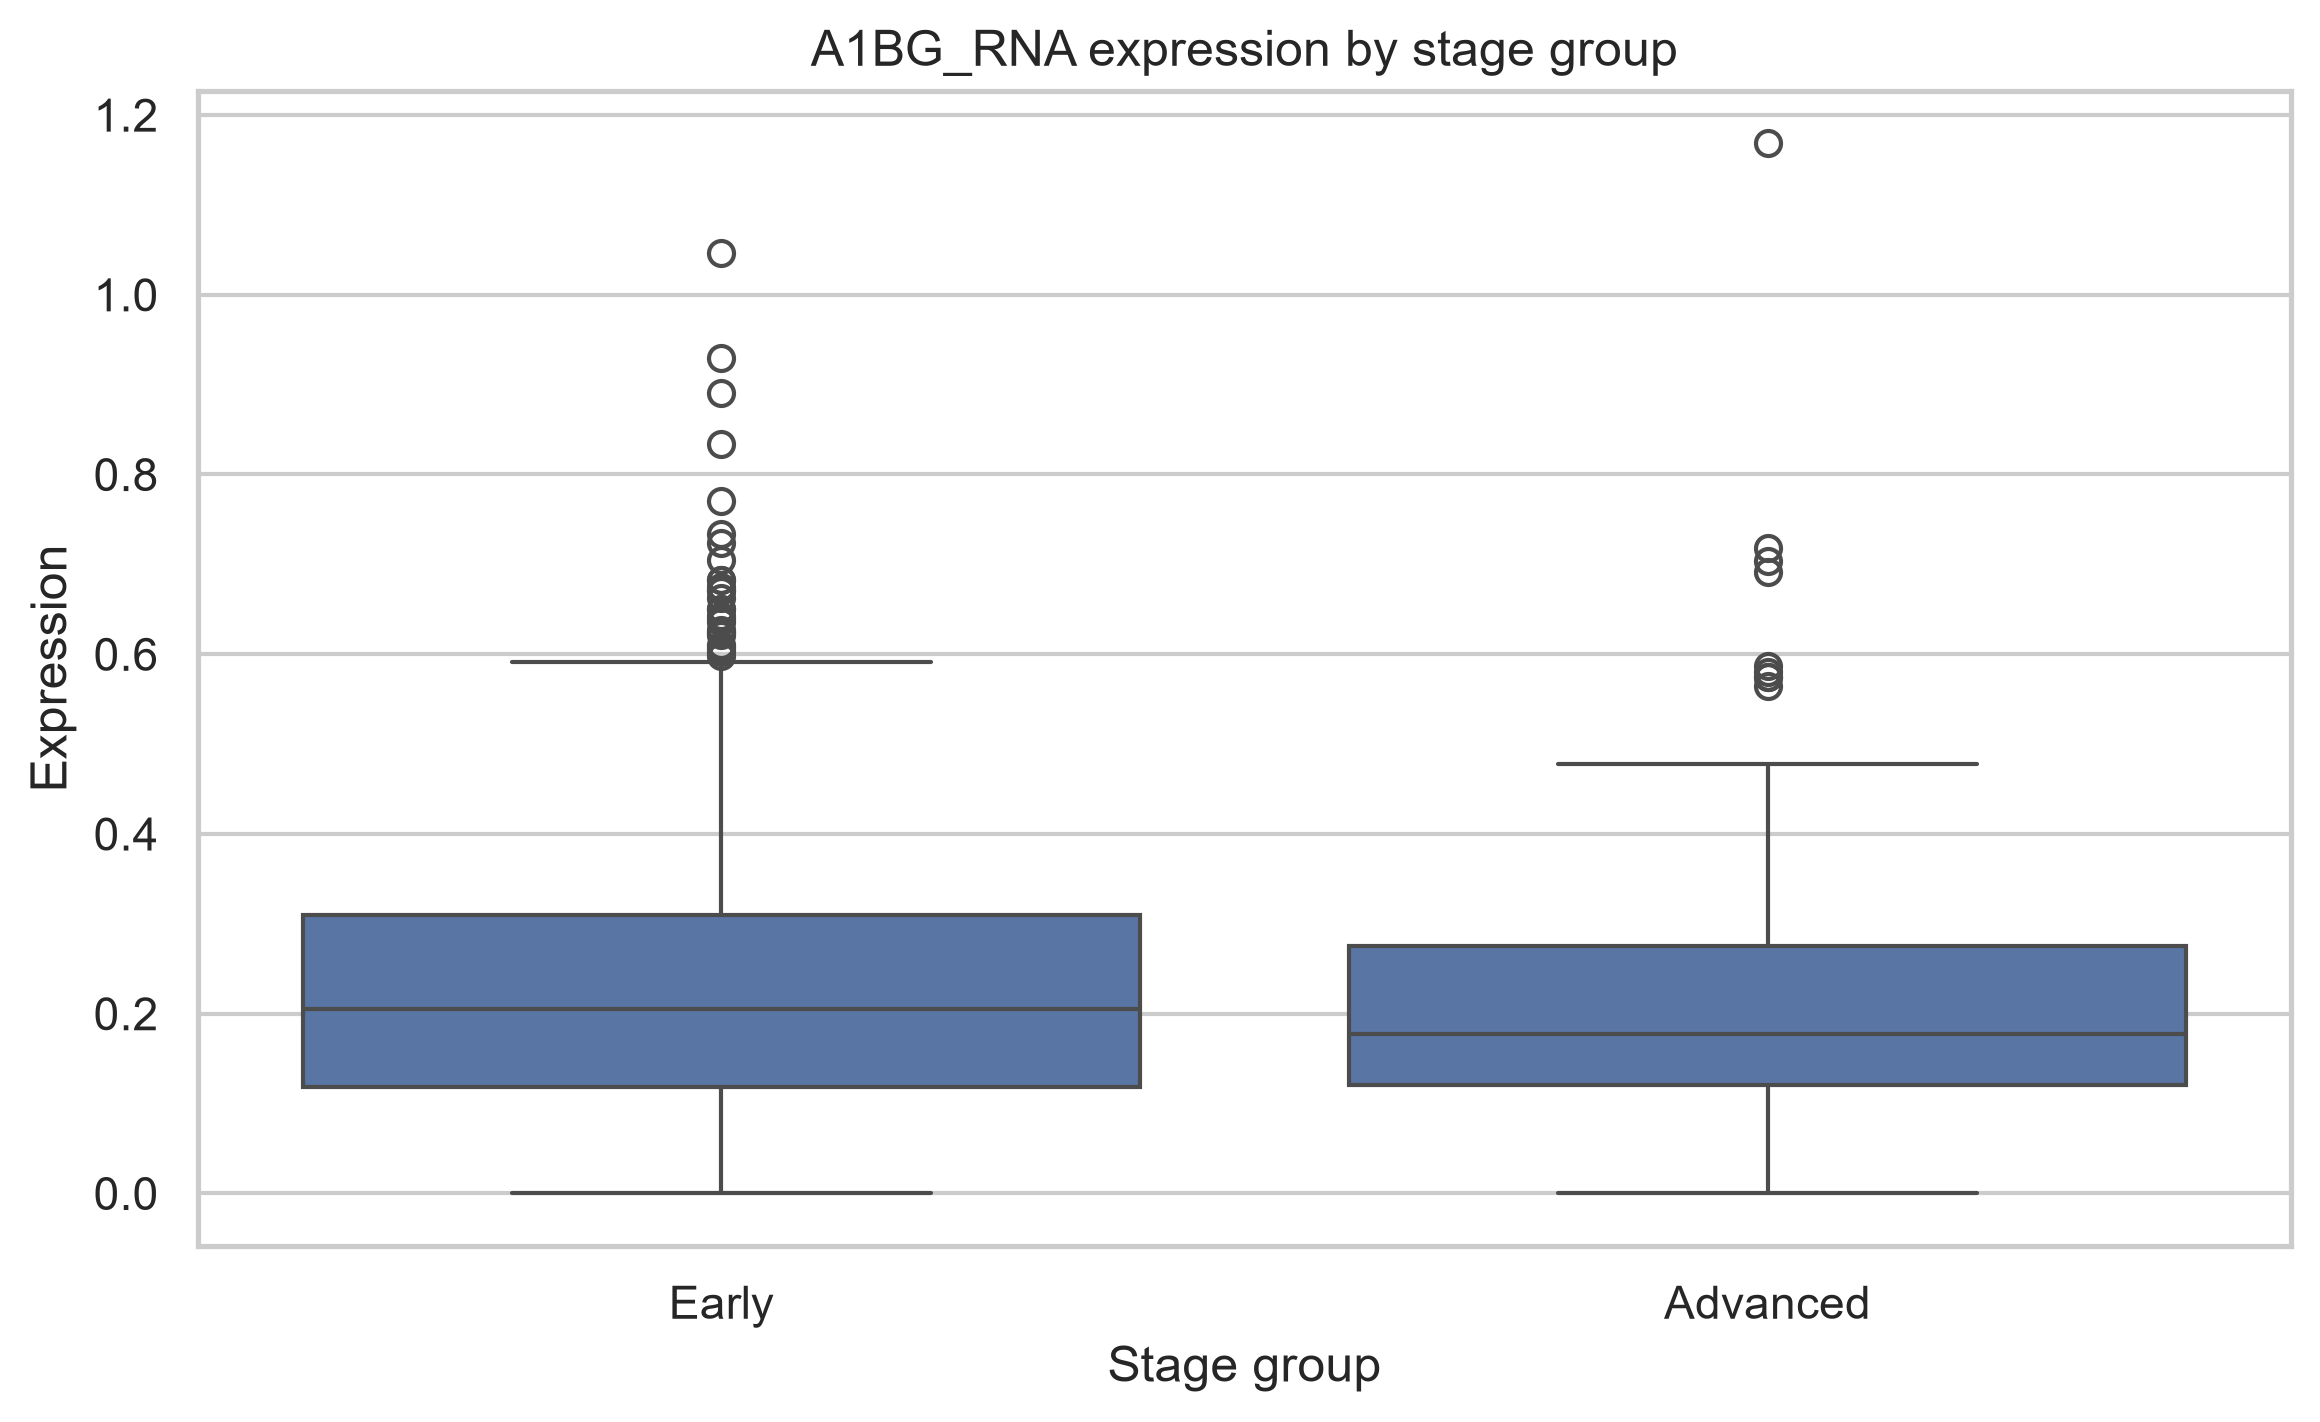 A1BG_RNA expression by stage group
1.2
1.0
0.8
0.6
0.4
0.2
0.0
Expression
Early
Advanced
Stage group